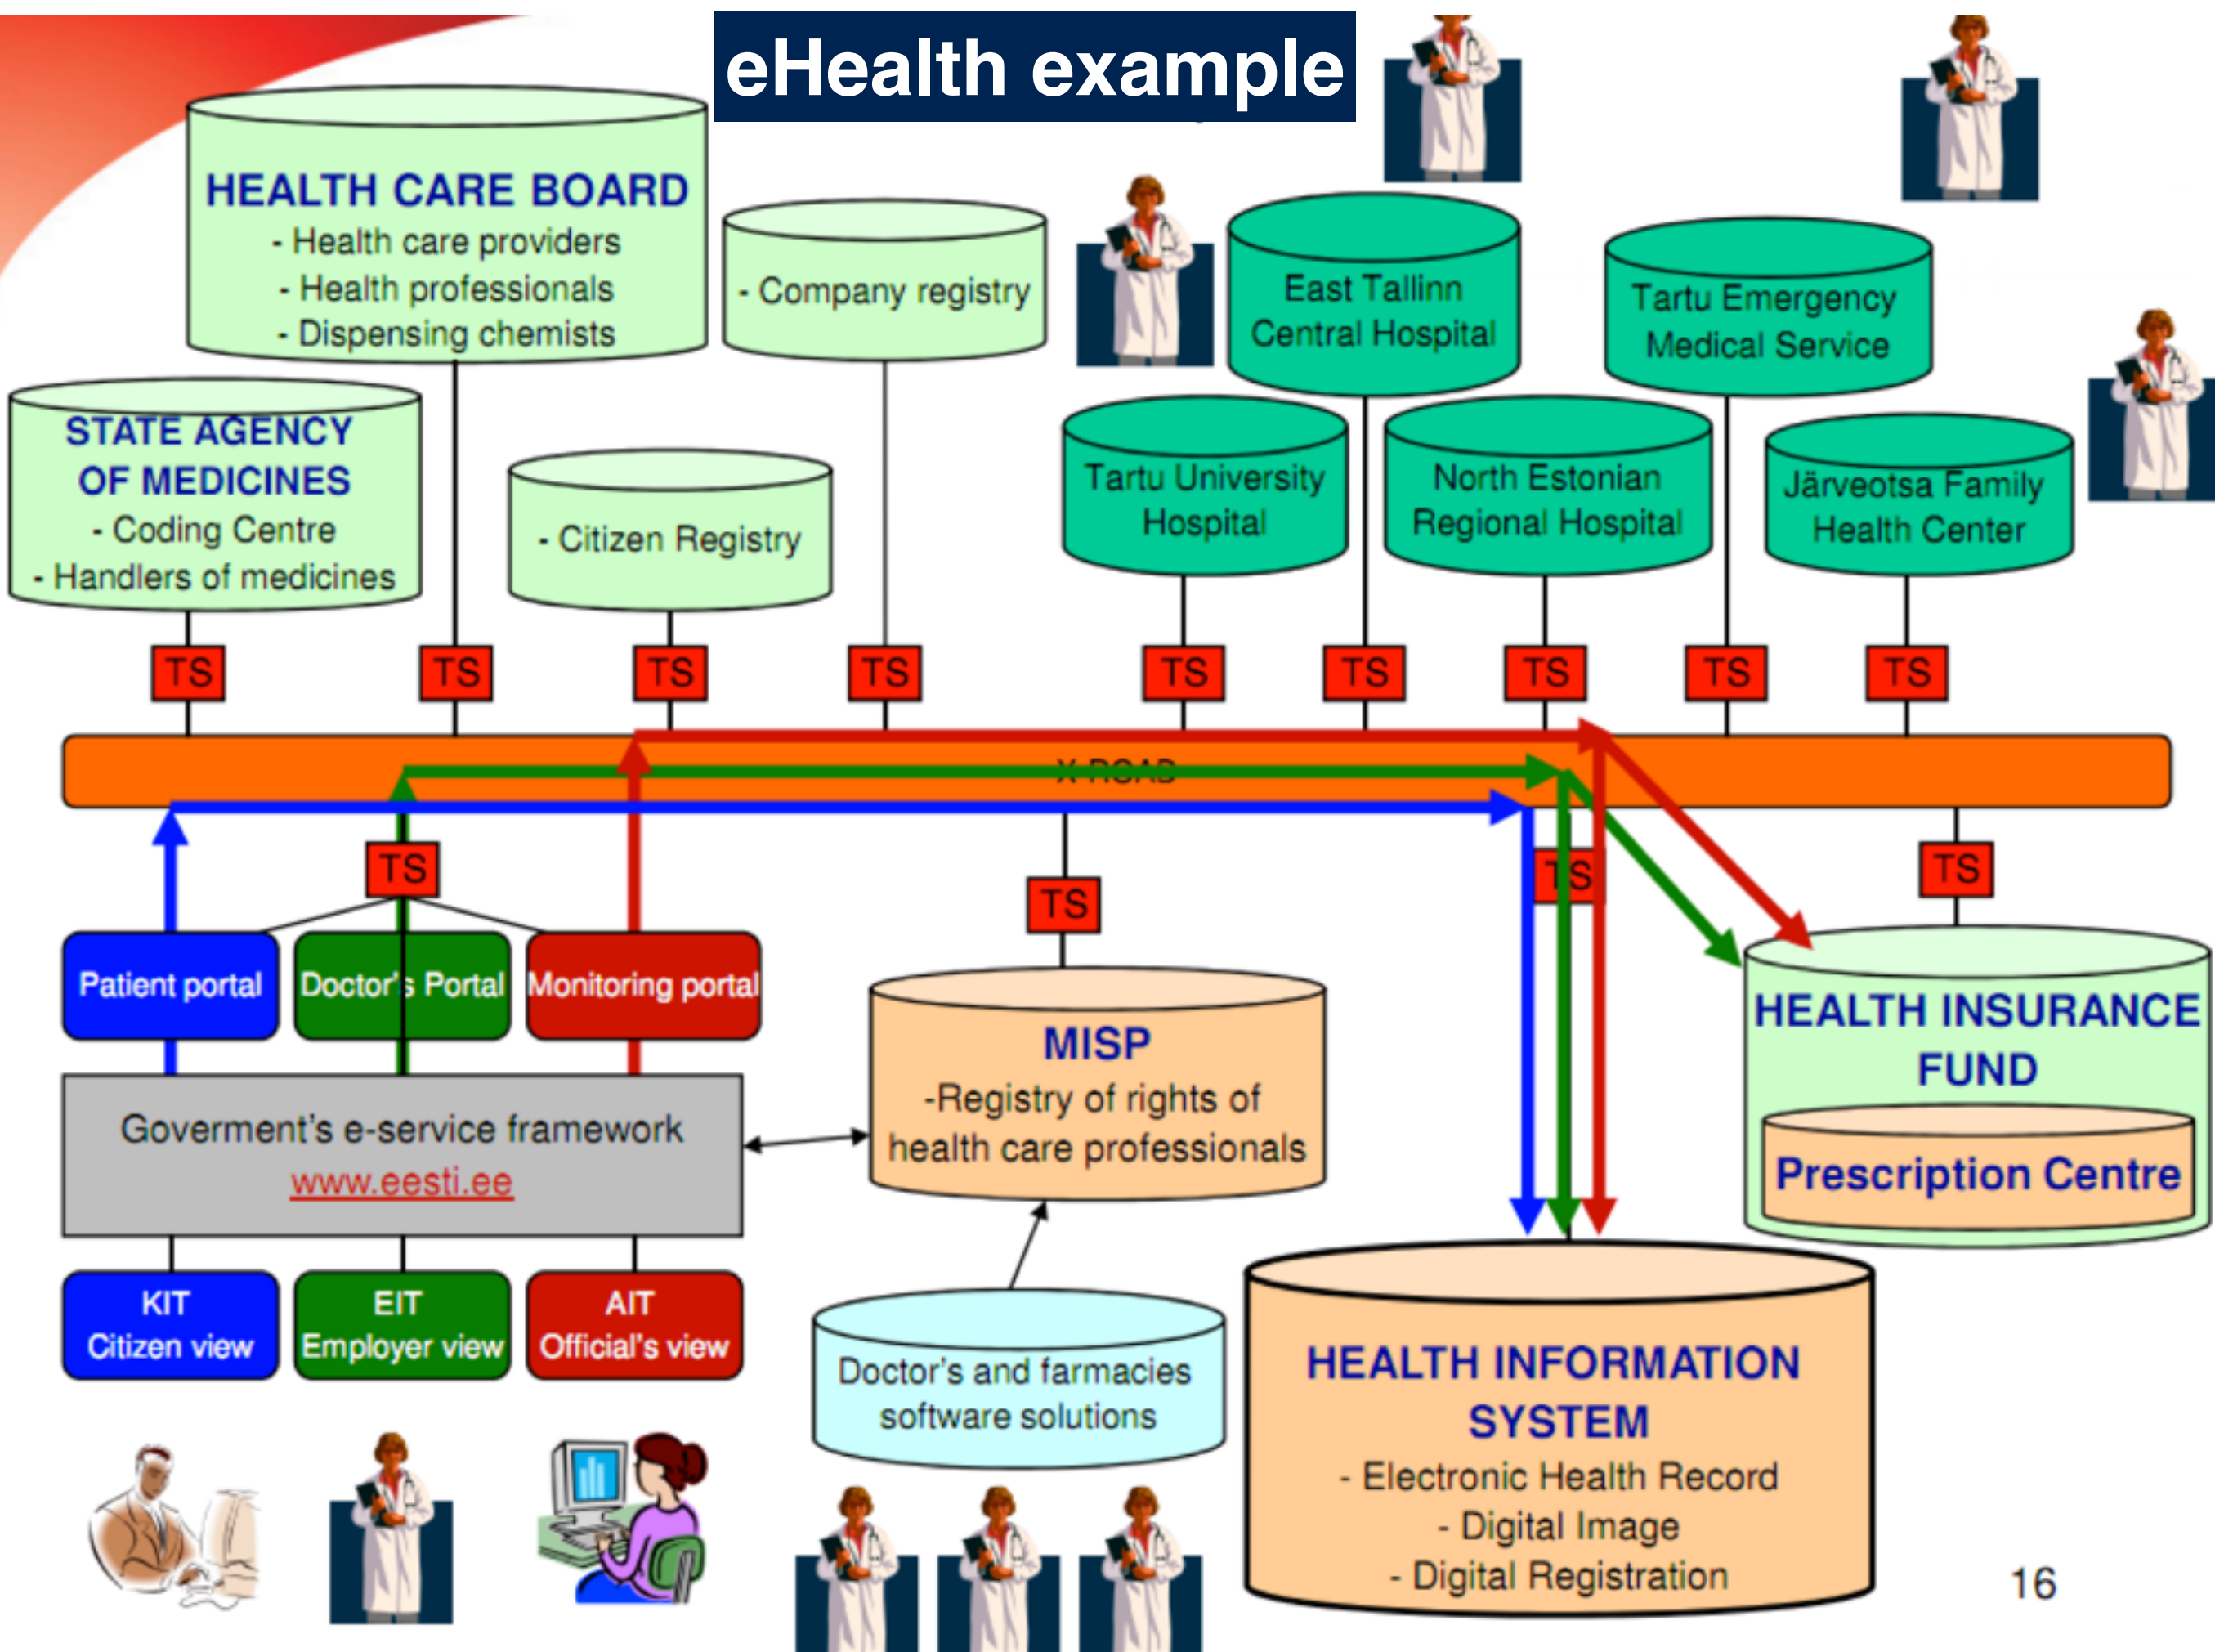 eHealth example
HEALTH CARE BOARD
- Health care providers
- Health professionals
- Dispensing chemists
- Company registry
East Tallinn
Central Hospital
Tartu Emergency
Medical Service
STATE AGENCY
OF MEDICINES
- Coding Centre
- Handlers of medicines
- Citizen Registry
Tartu University
Hospital
North Estonian
Regional Hospital
Järveotsa Family
Health Center
TS
TS
TS
TS
TS
TS
TS
TS
TS
X-ROAD
TS
TS
TS
TS
Patient portal
Doctor's Portal
Monitoring portal
MISP
-Registry of rights of
health care professionals
HEALTH INSURANCE
FUND
Prescription Centre
Goverment's e-service framework
www.eesti.ee
KIT
Citizen view
EIT
Employer view
AIT
Official's view
Doctor's and farmacies
software solutions
HEALTH INFORMATION
SYSTEM
- Electronic Health Record
- Digital Image
- Digital Registration
16